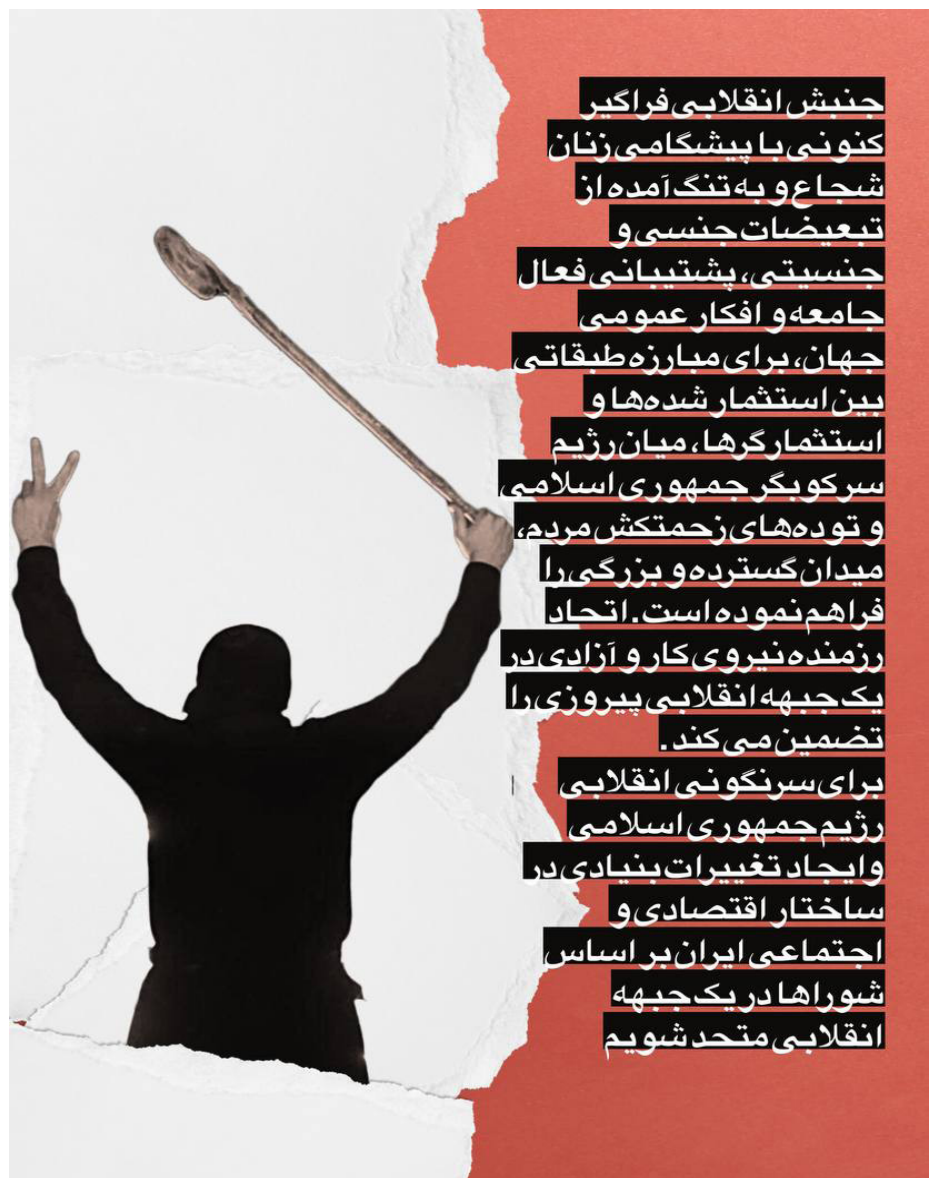 جنبش انقلابی فراگیر
کنونی با پیشگامی زنان
شجاع و به تنگ آمده از
تبعیضات جنسی و
جنسیتی، پشتیبانی فعال
جامعه و افکار عمومی
جهان، برای مبارزه طبقاتی
بین استثمار شده‌ها و
استثمارگرها، میان رژیم
سرکوبگر جمهوری اسلامی
و توده‌های زحمتکش مردم،
میدان گسترده و بزرگی را
فراهم نموده است. اتحاد
رزمنده نیروی کار و آزادی در
یک جبهه انقلابی پیروزی را
تضمین می‌کند.
برای سرنگونی انقلابی
رژیم جمهوری اسلامی
و ایجاد تغییرات بنیادی در
ساختار اقتصادی و
اجتماعی ایران بر اساس
شوراها در یک جبهه
انقلابی متحد شویم